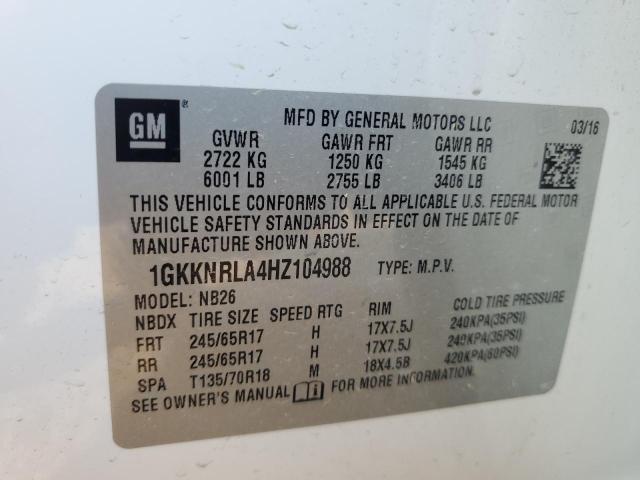 GM ®
MFD BY GENERAL MOTORS LLC 03/16
GVWR GAWR FRT GAWR RR
2722 KG 1250 KG 1545 KG
6001 LB 2755 LB 3406 LB
THIS VEHICLE CONFORMS TO ALL APPLICABLE U.S. FEDERAL MOTOR
VEHICLE SAFETY STANDARDS IN EFFECT ON THE DATE OF
MANUFACTURE SHOWN ABOVE.
1GKKNRLA4HZ104988 TYPE: M.P.V.
MODEL: NB26
NBDX TIRE SIZE SPEED RTG RIM COLD TIRE PRESSURE
FRT 245/65R17 H 17X7.5J 240KPA(35PSI)
RR 245/65R17 H 17X7.5J 240KPA(35PSI)
SPA T135/70R18 M 18X4.5B 420KPA(60PSI)
SEE OWNER'S MANUAL FOR MORE INFORMATION.